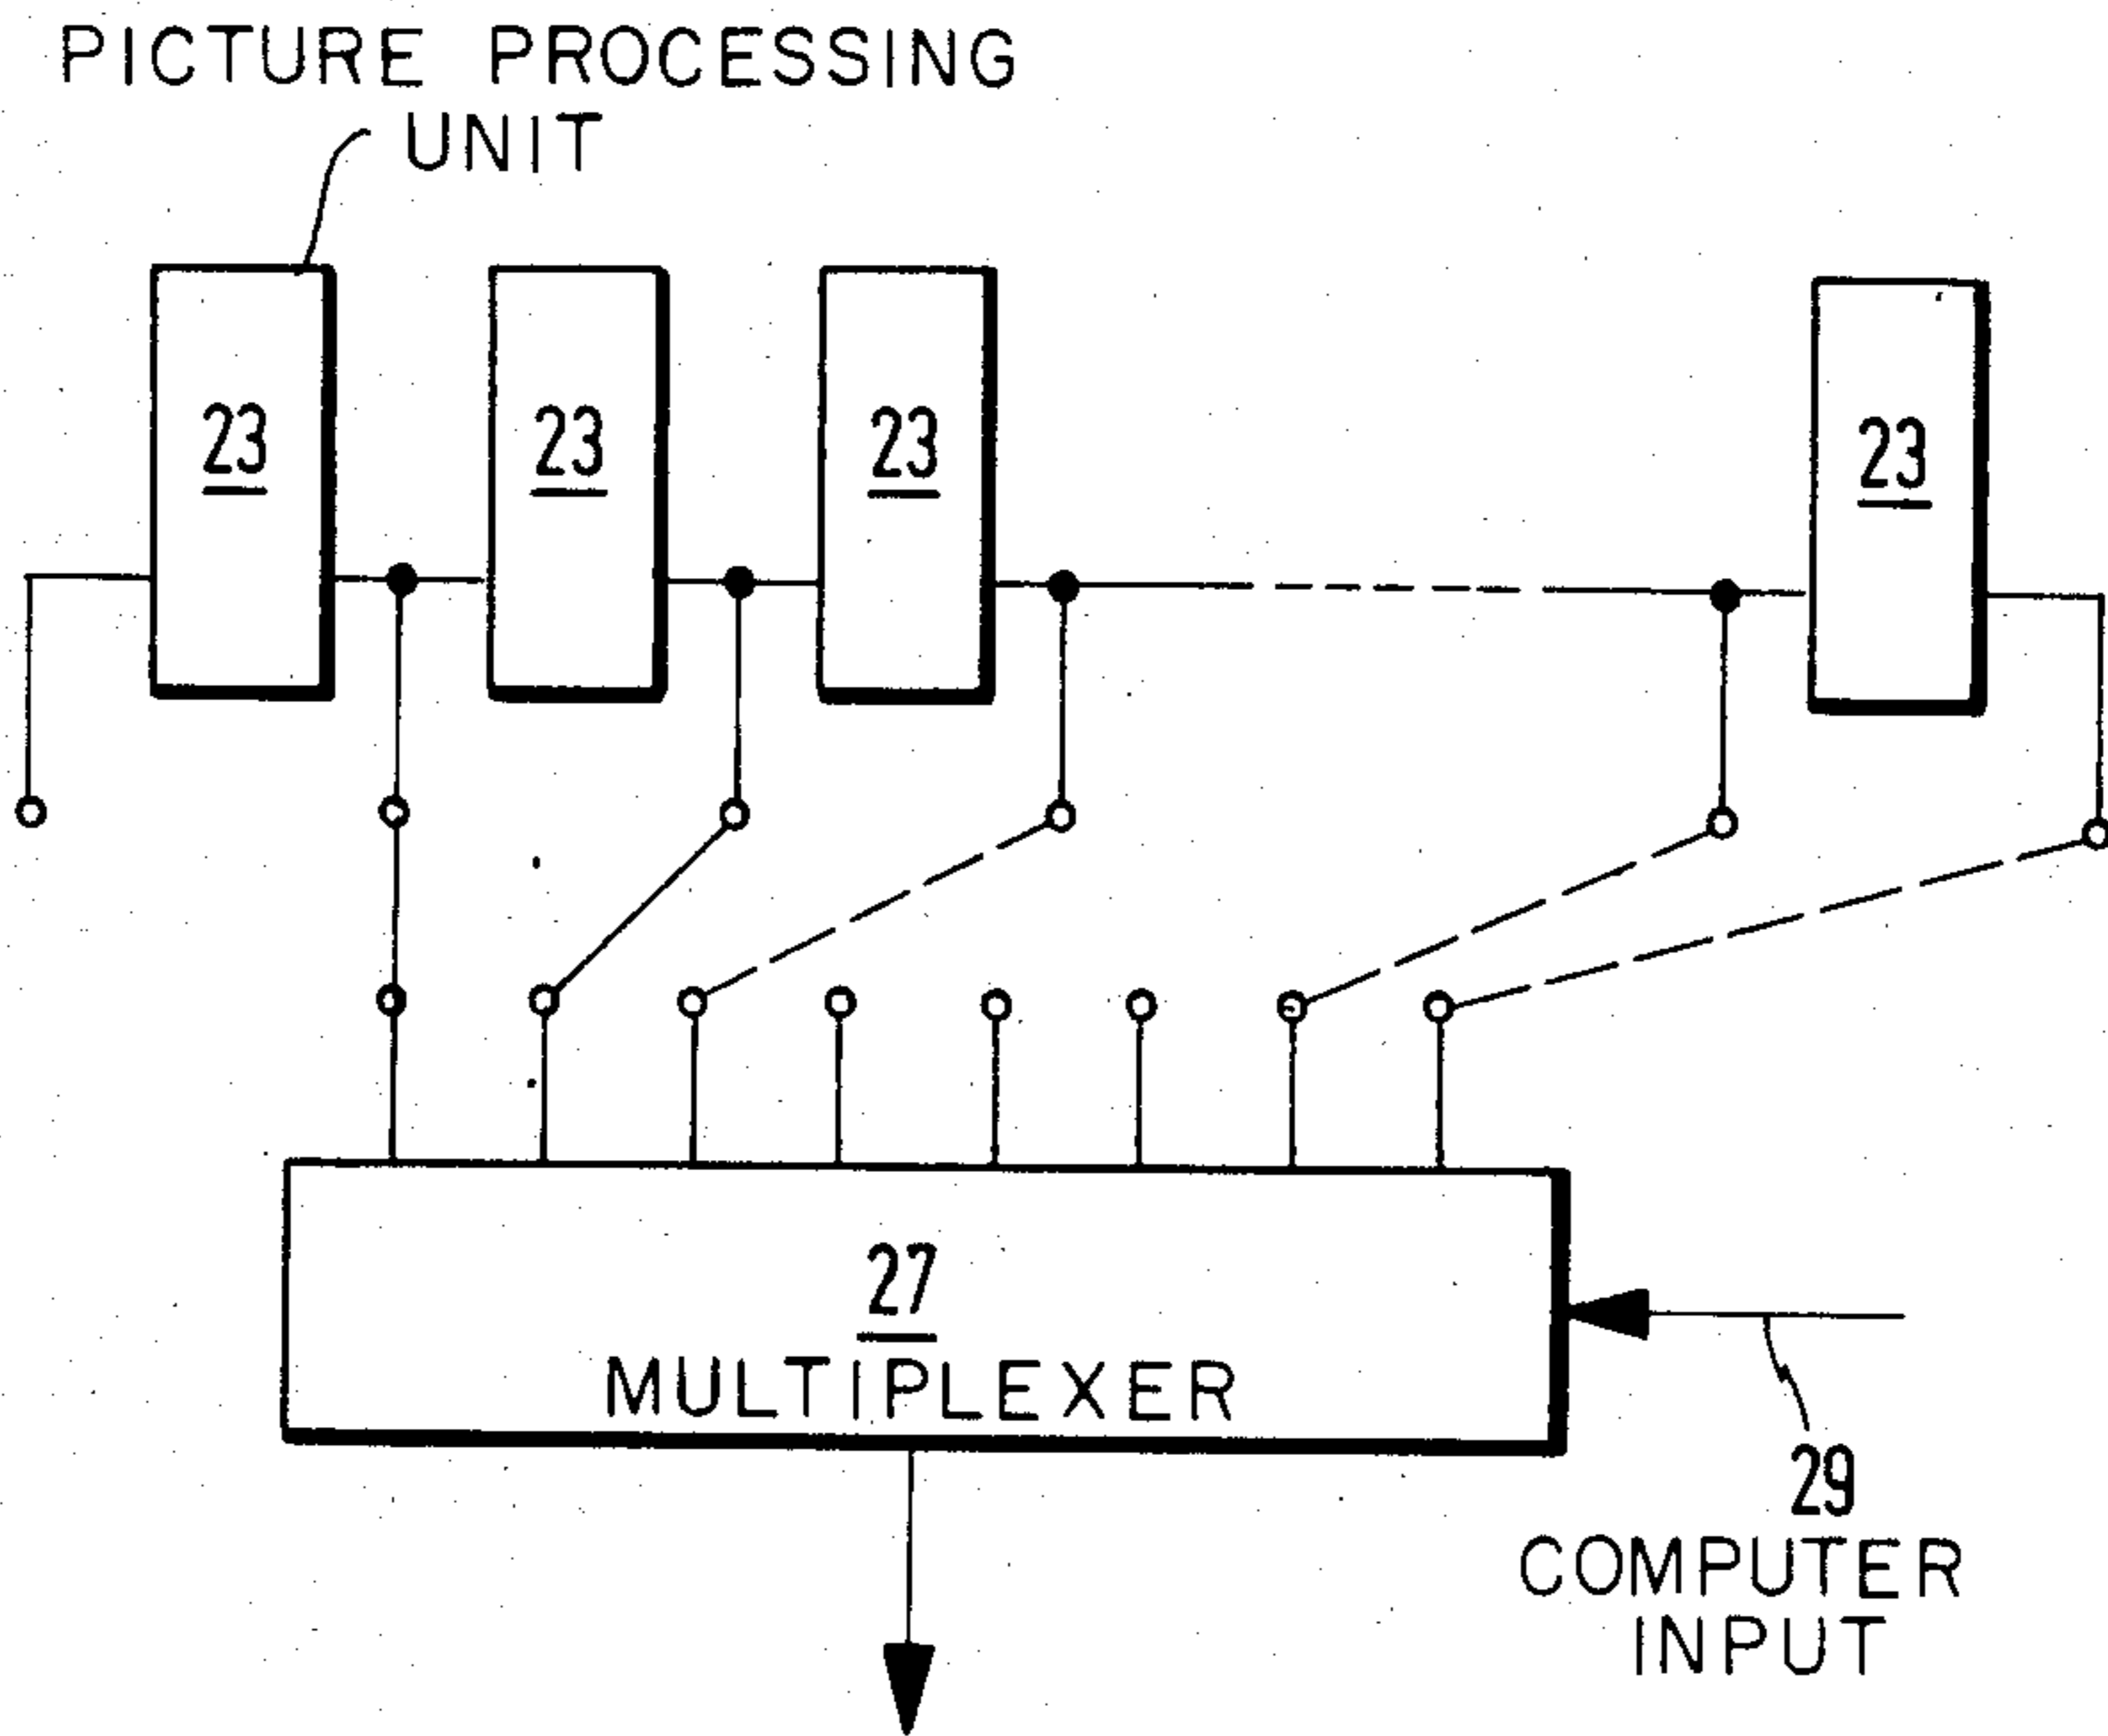 PICTURE PROCESSING
UNIT
23 23 23 23
27
MULTIPLEXER
29
COMPUTER
INPUT